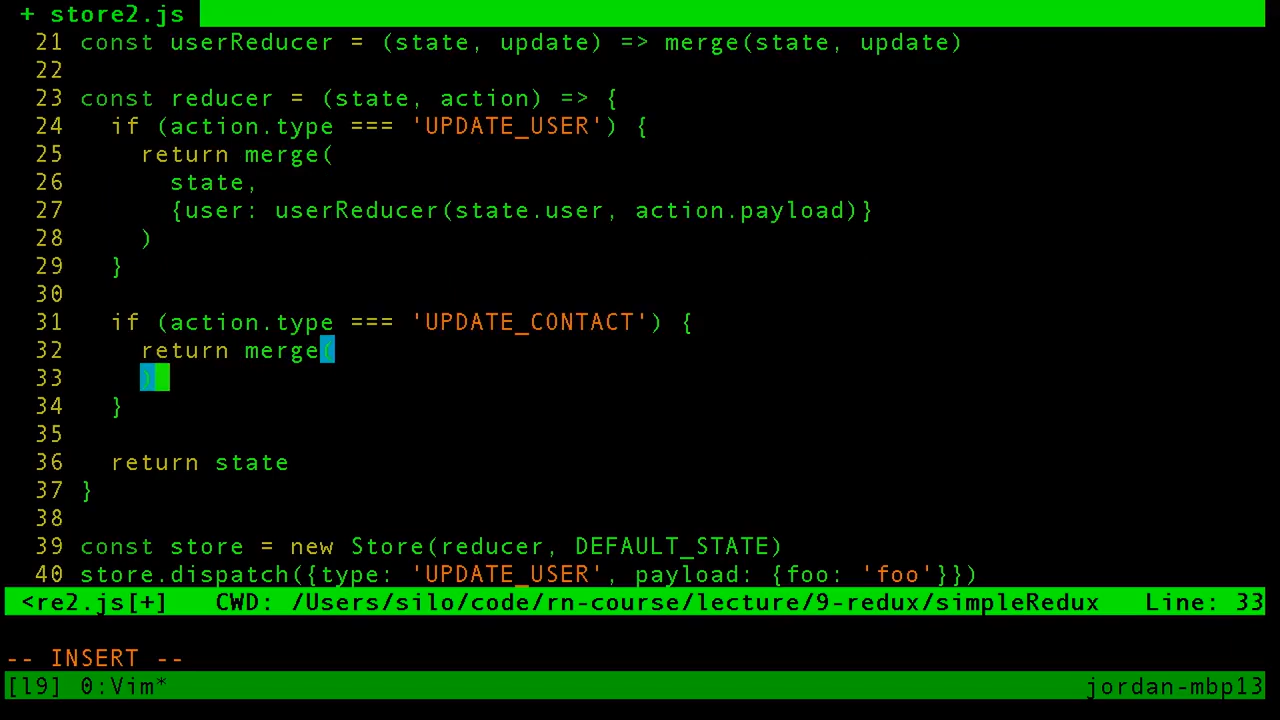 + store2.js
21 const userReducer = (state, update) => merge(state, update)
22
23 const reducer = (state, action) => {
24   if (action.type === 'UPDATE_USER') {
25     return merge(
26       state,
27       {user: userReducer(state.user, action.payload)}
28     )
29   }
30
31   if (action.type === 'UPDATE_CONTACT') {
32     return merge(
33     )
34   }
35
36   return state
37 }
38
39 const store = new Store(reducer, DEFAULT_STATE)
40 store.dispatch({type: 'UPDATE_USER', payload: {foo: 'foo'}})
<re2.js[+]   CWD: /Users/silo/code/rn-course/lecture/9-redux/simpleRedux   Line: 33
-- INSERT --
[l9] 0:Vim* jordan-mbp13